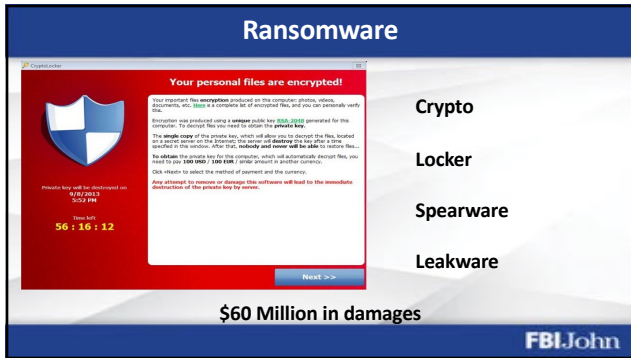 Ransomware
CryptoLocker
Your personal files are encrypted!
Your important files encryption produced on this computer: photos, videos,
documents, etc. Here is a complete list of encrypted files, and you can personally verify
this.
Encryption was produced using a unique public key RSA-2048 generated for this
computer. To decrypt files you need to obtain the private key.
The single copy of the private key, which will allow you to decrypt the files, located
on a secret server on the Internet; the server will destroy the key after a time
specified in this window. After that, nobody and never will be able to restore files...
To obtain the private key for the computer, which will automatically decrypt files, you
need to pay 100 USD / 100 EUR / similar amount in another currency.
Click «Next» to select the method of payment and the currency.
Any attempt to remove or damage this software will lead to the immediate
destruction of the private key by server.
Private key will be destroyed on
9/8/2013
5:52 PM
Time left
56 : 16 : 12
Next >>
Crypto
Locker
Spearware
Leakware
$60 Million in damages
FBIJohn